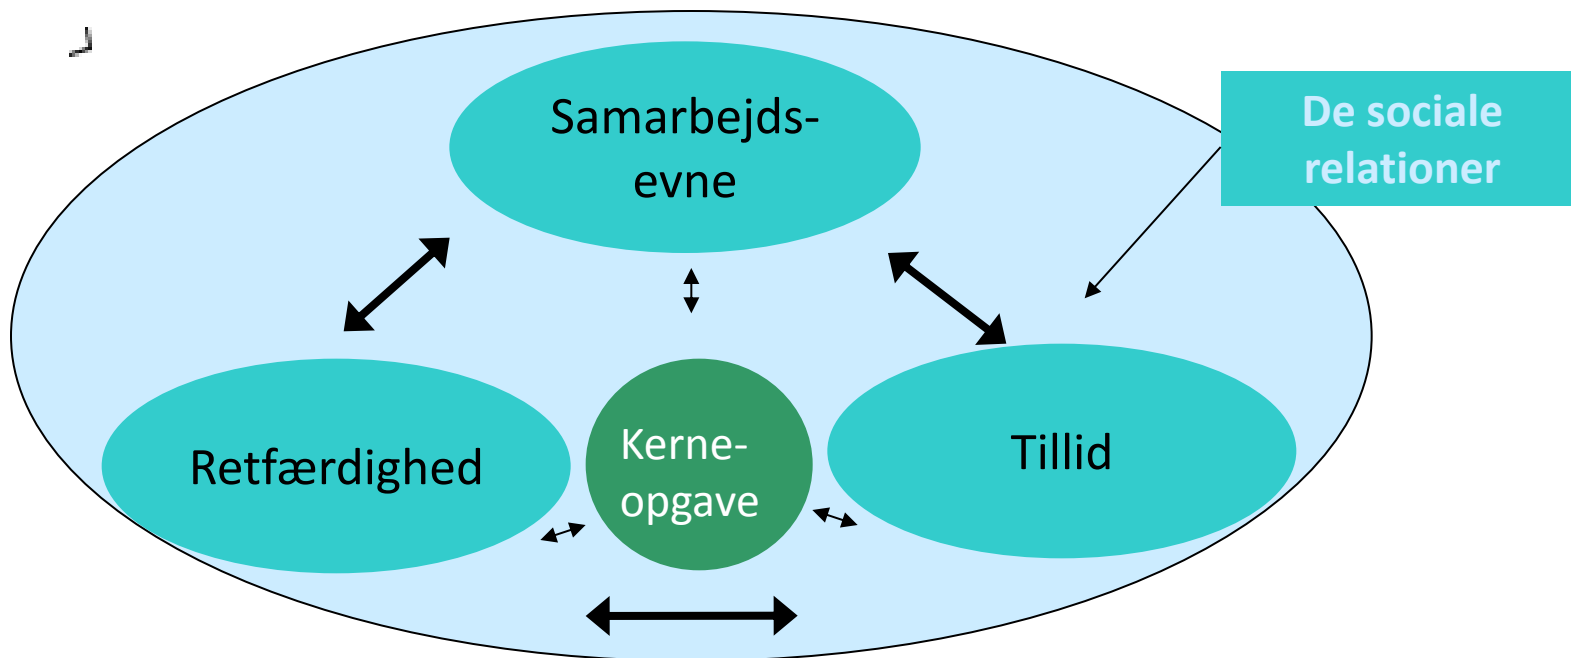 Samarbejds-
evne
De sociale
relationer
Retfærdighed
Kerne-
opgave
Tillid